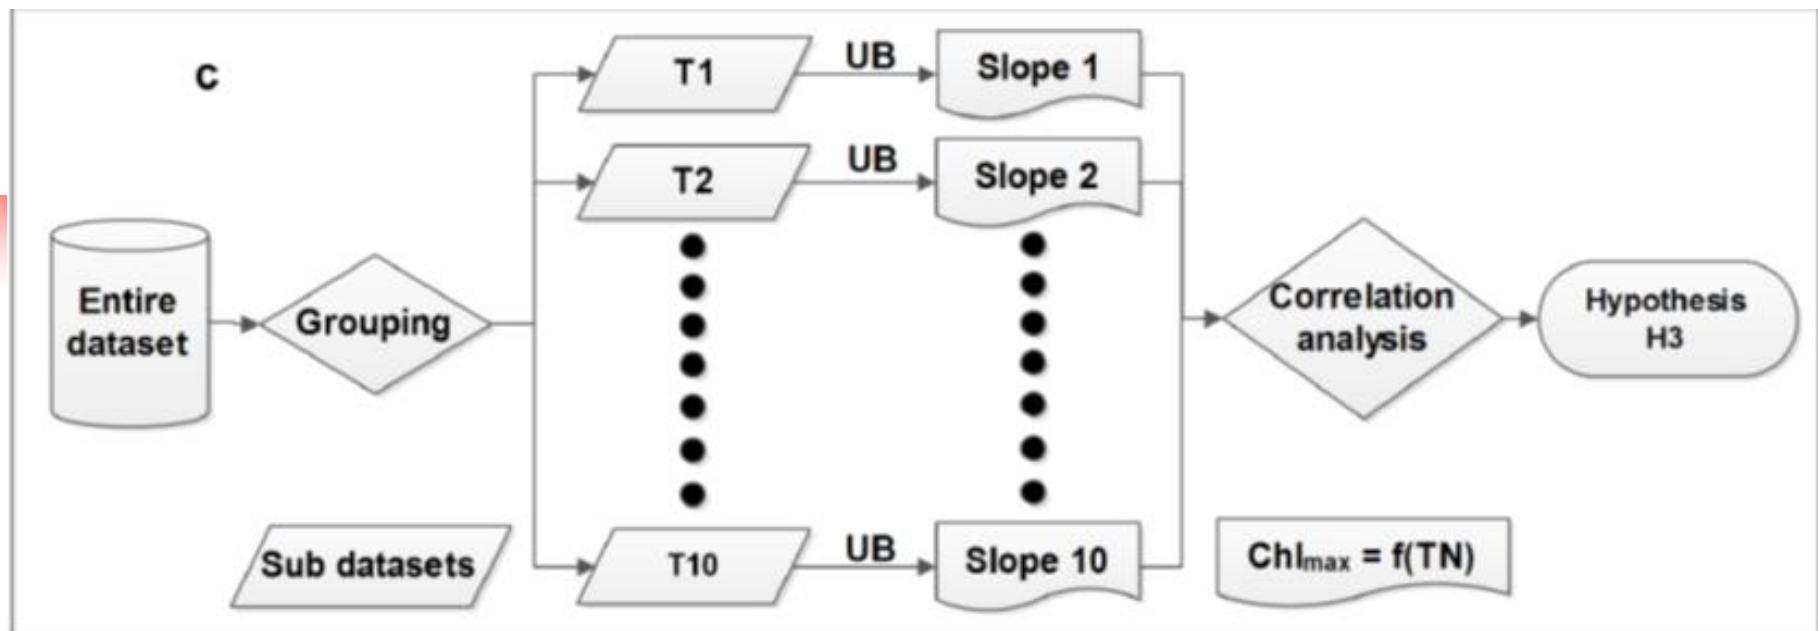 c
T1
UB
Slope 1
T2
UB
Slope 2
Entire
dataset
Grouping
Correlation
analysis
Hypothesis
H3
Sub datasets
T10
UB
Slope 10
Chlmax = f(TN)